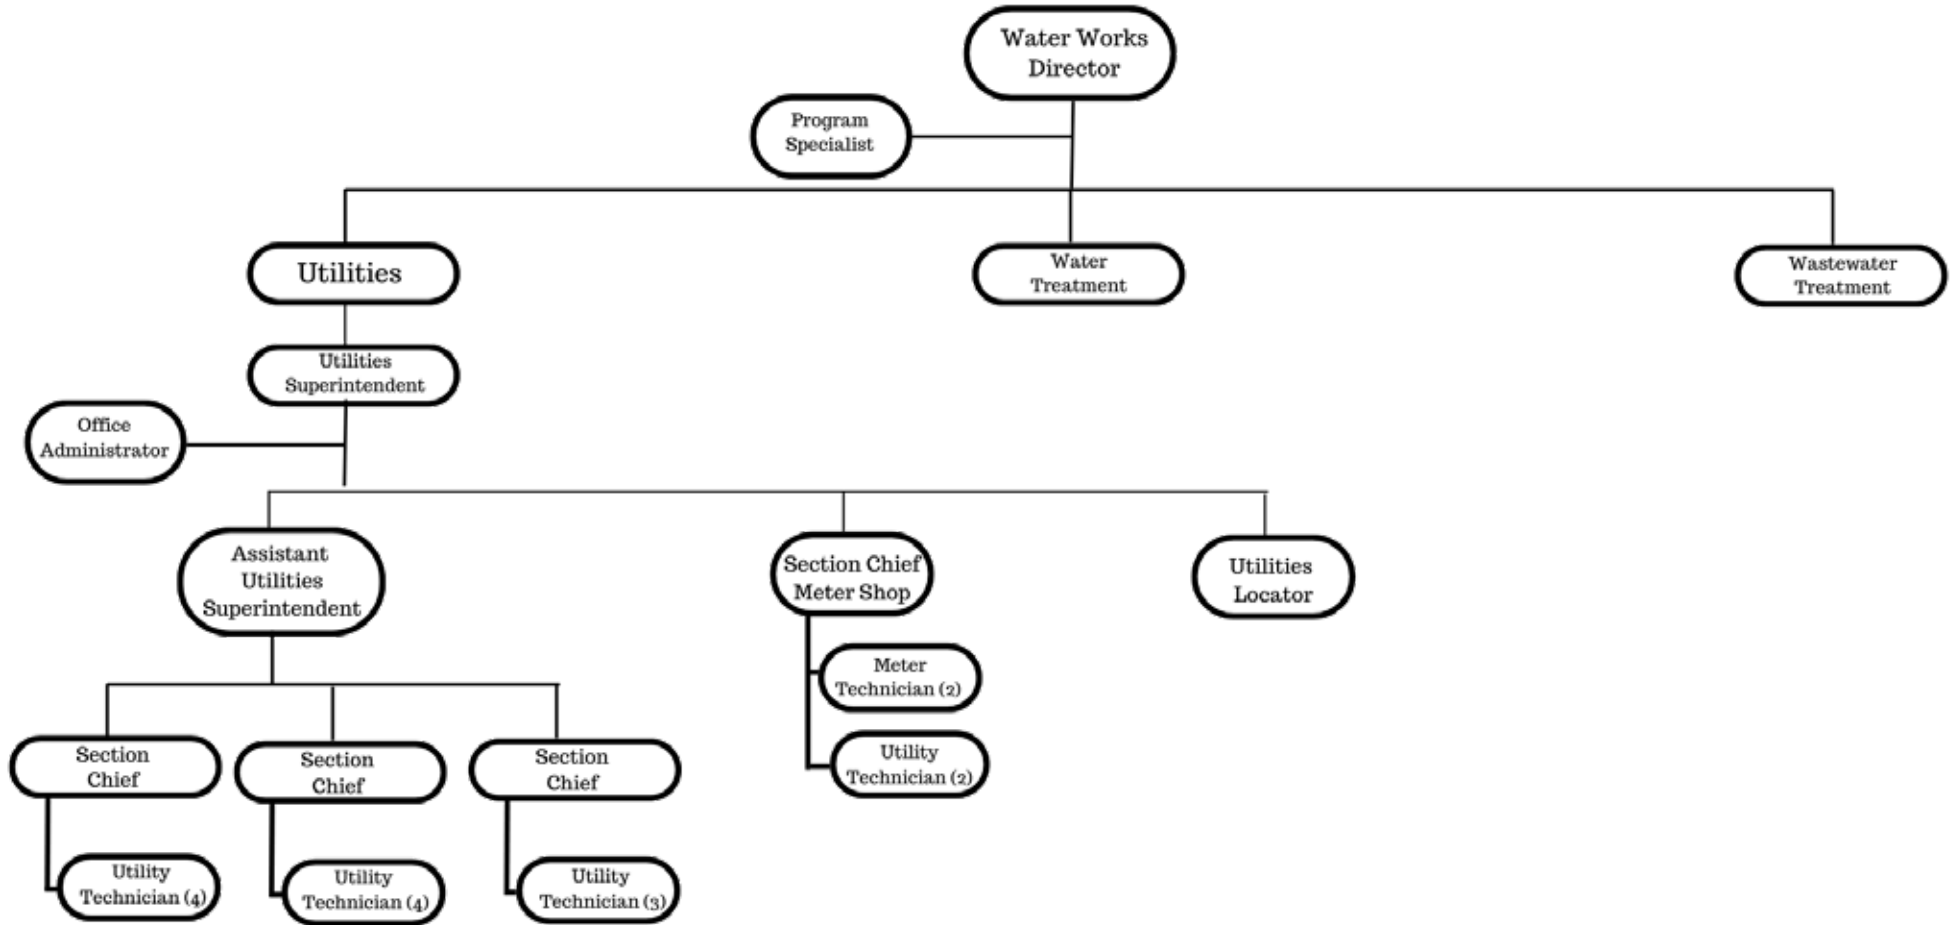 Water Works
Director
Program
Specialist
Utilities
Water
Treatment
Wastewater
Treatment
Utilities
Superintendent
Office
Administrator
Assistant
Utilities
Superintendent
Section Chief
Meter Shop
Utilities
Locator
Meter
Technician (2)
Utility
Technician (2)
Section
Chief
Section
Chief
Section
Chief
Utility
Technician (4)
Utility
Technician (4)
Utility
Technician (3)